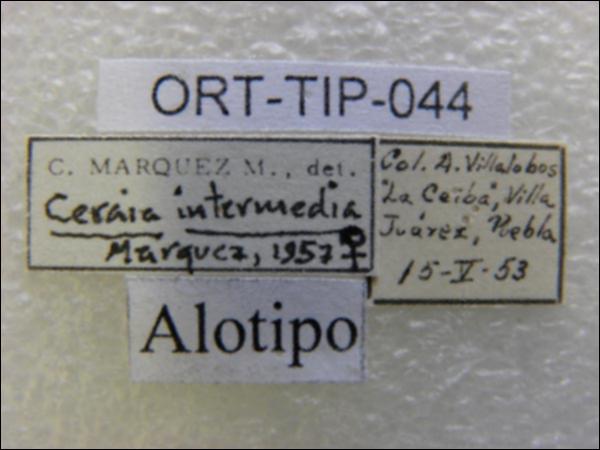 ORT-TIP-044
C. MARQUEZ M., det.
Ceraia intermedia
Marquez, 1957 ♀
Col. A. Villalobos
"La Ceiba", Villa
Juárez, Puebla
15-V-53
Alotipo